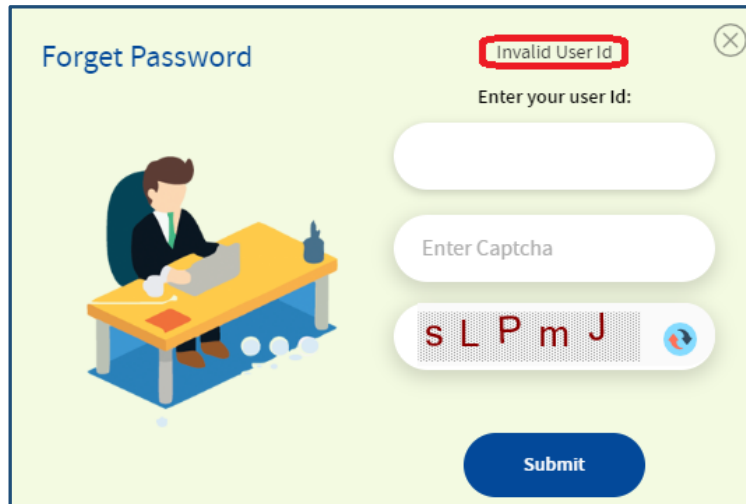 Forget Password
Invalid User Id
Enter your user Id:
Enter Captcha
s L P m J
Submit